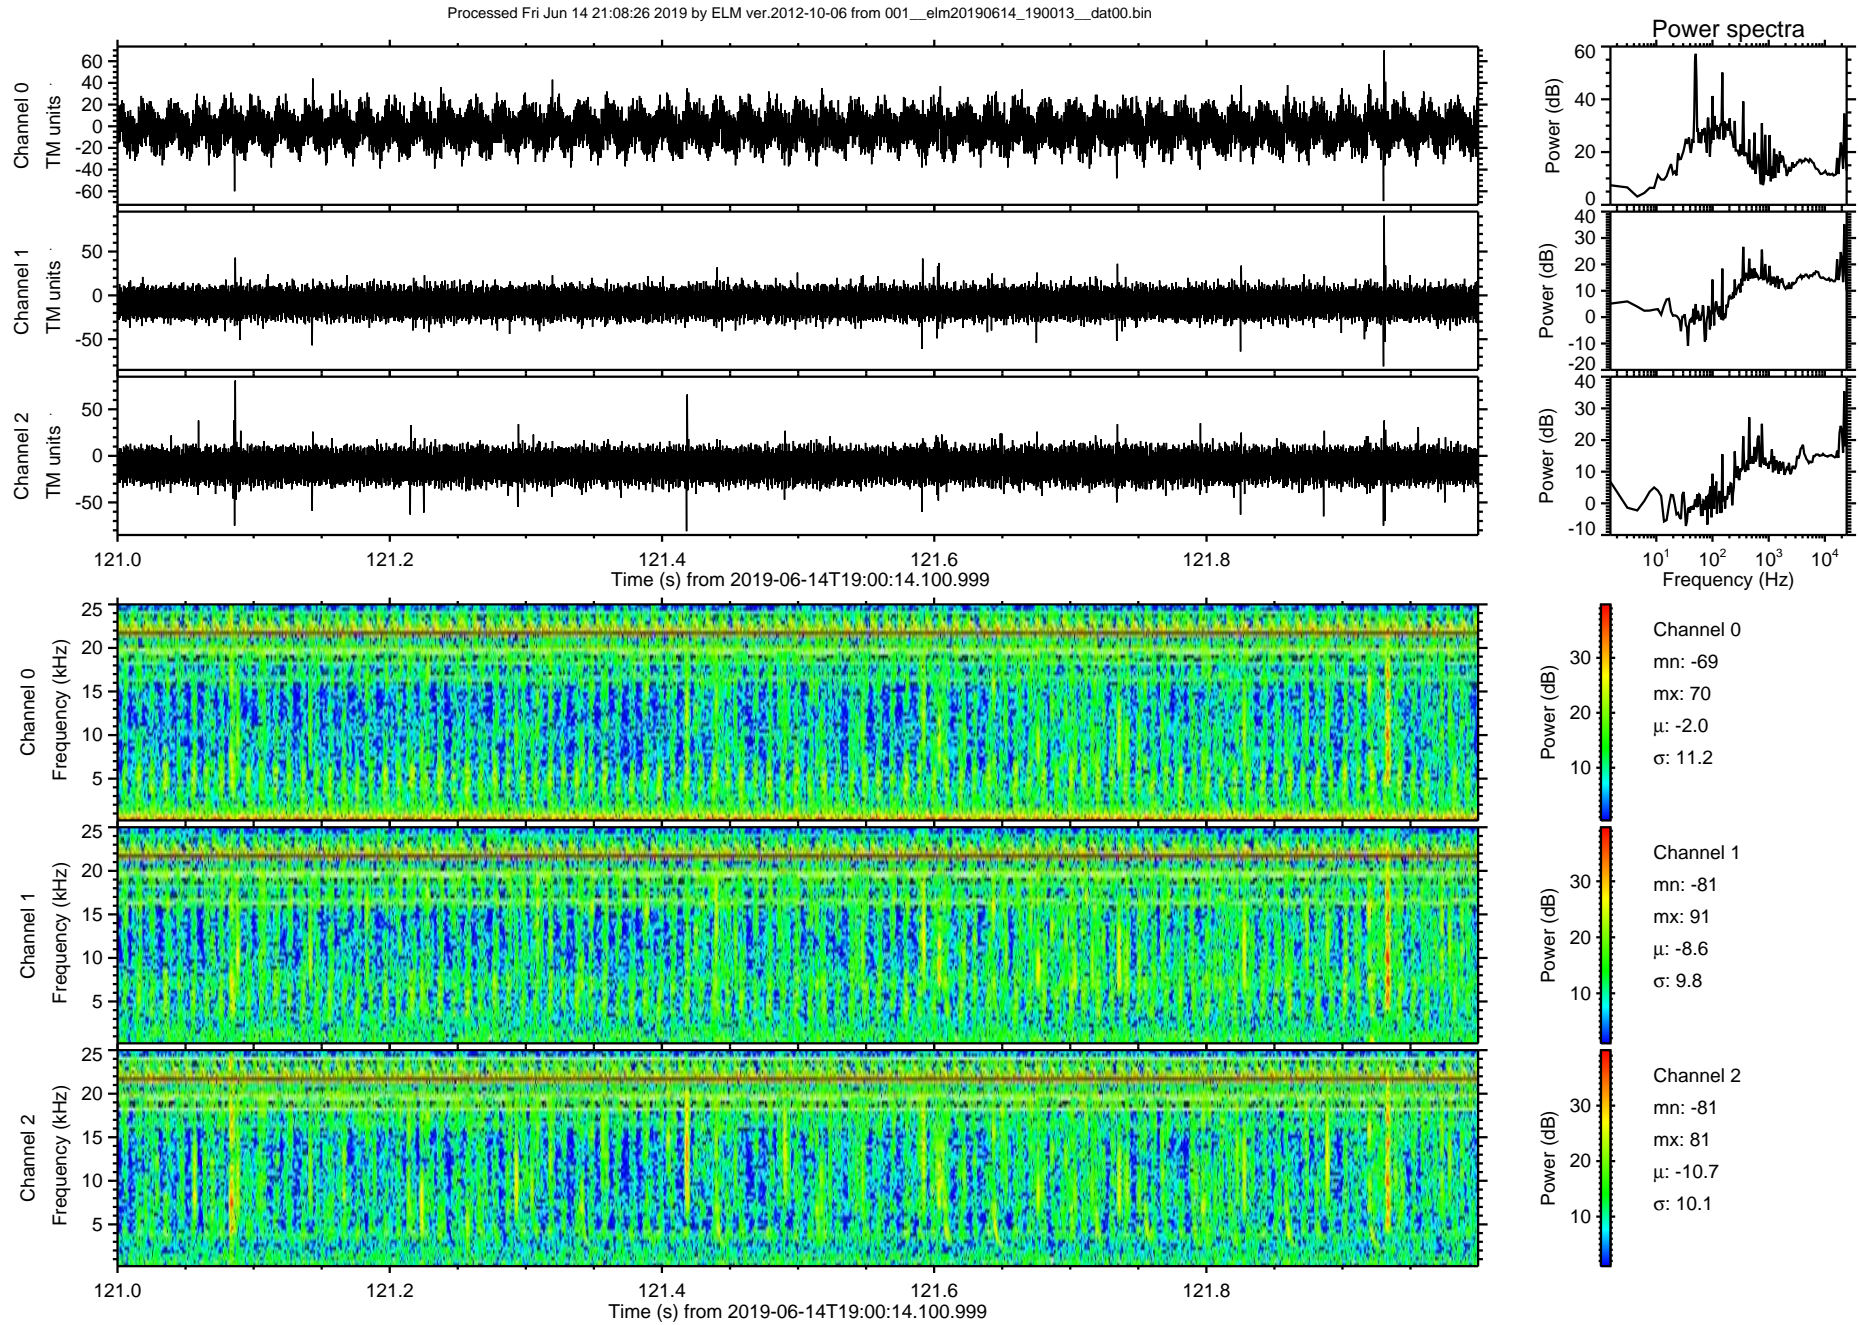 Processed Fri Jun 14 21:08:26 2019 by ELM ver.2012-10-06 from 001__elm20190614_190013__dat00.bin
Power spectra
Channel 0
TM units
60
40
20
0
-20
-40
-60
Power (dB)
60
40
20
0
Channel 1
TM units
50
0
-50
Power (dB)
40
30
20
10
0
-10
-20
Channel 2
TM units
50
0
-50
Power (dB)
40
30
20
10
0
-10
121.0 121.2 121.4 121.6 121.8
Time (s) from 2019-06-14T19:00:14.100.999
10¹ 10² 10³ 10⁴
Frequency (Hz)
Channel 0
Frequency (kHz)
25
20
15
10
5
Power (dB)
30
20
10
Channel 0
mn: -69
mx: 70
µ: -2.0
σ: 11.2
Channel 1
Frequency (kHz)
25
20
15
10
5
Power (dB)
30
20
10
Channel 1
mn: -81
mx: 91
µ: -8.6
σ: 9.8
Channel 2
Frequency (kHz)
25
20
15
10
5
Power (dB)
30
20
10
Channel 2
mn: -81
mx: 81
µ: -10.7
σ: 10.1
121.0 121.2 121.4 121.6 121.8
Time (s) from 2019-06-14T19:00:14.100.999